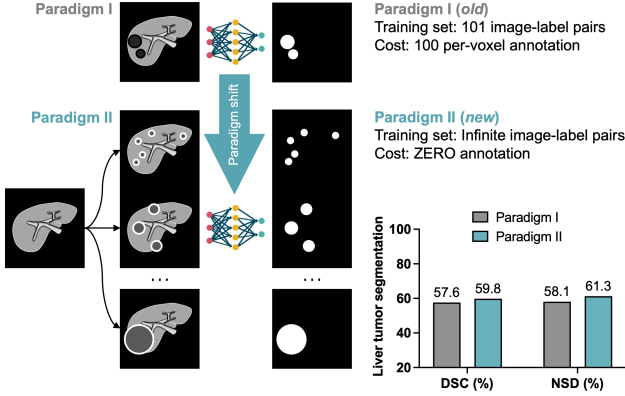 Paradigm I
Paradigm I (old)
Training set: 101 image-label pairs
Cost: 100 per-voxel annotation
Paradigm shift
Paradigm II
Paradigm II (new)
Training set: Infinite image-label pairs
Cost: ZERO annotation
...
...
Paradigm I
Paradigm II
Liver tumor segmentation
100
80
60
40
20
57.6
59.8
58.1
61.3
DSC (%)
NSD (%)